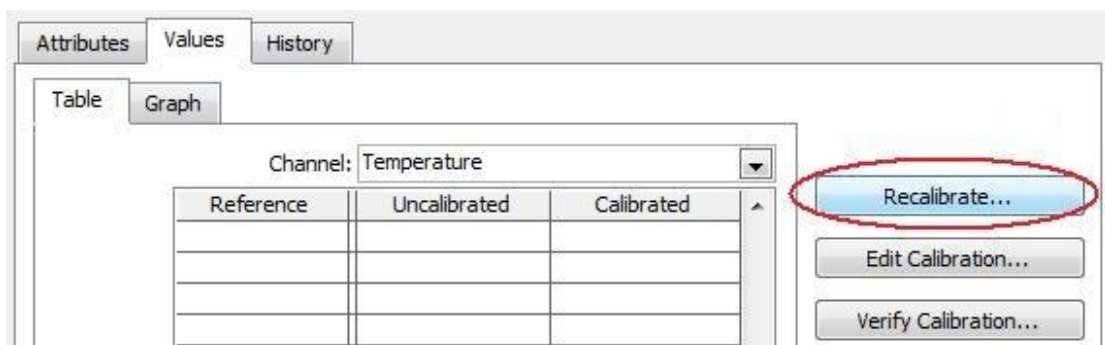 Attributes Values History
Table Graph
Channel: Temperature
Reference Uncalibrated Calibrated
Recalibrate...
Edit Calibration...
Verify Calibration...